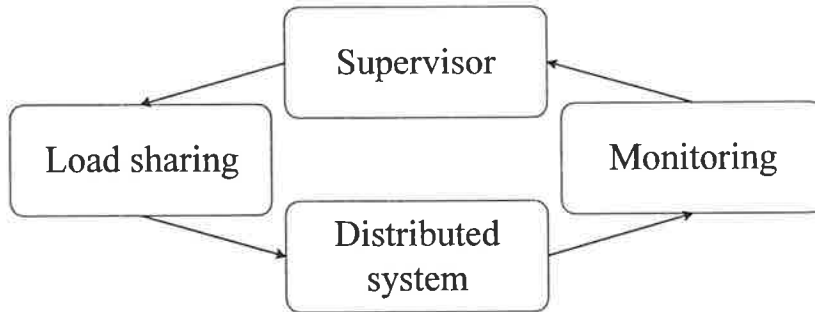 Supervisor
Load sharing
Monitoring
Distributed
system